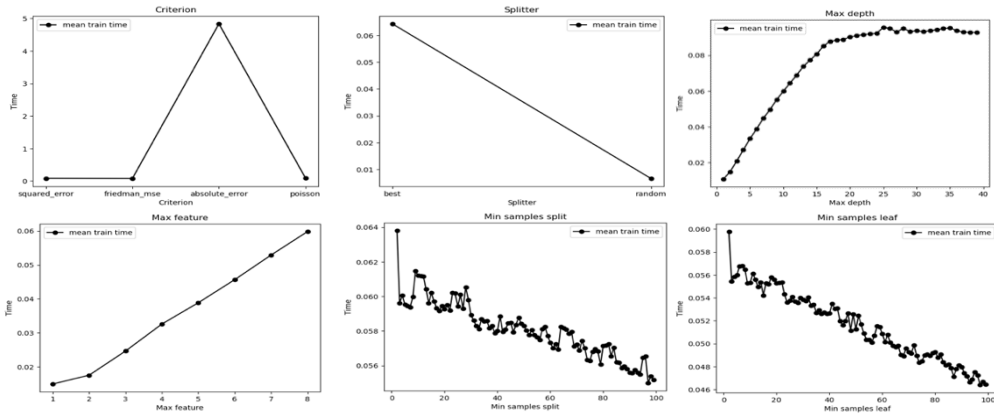 Criterion
mean train time
Time
5
4
3
2
1
0
squared_error friedman_mse absolute_error poisson
Criterion
Splitter
mean train time
Time
0.06
0.05
0.04
0.03
0.02
0.01
best random
Splitter
Max depth
mean train time
Time
0.08
0.06
0.04
0.02
0 5 10 15 20 25 30 35 40
Max depth
Max feature
mean train time
Time
0.06
0.05
0.04
0.03
0.02
1 2 3 4 5 6 7 8
Max feature
Min samples split
mean train time
Time
0.064
0.062
0.060
0.058
0.056
0 20 40 60 80 100
Min samples split
Min samples leaf
mean train time
Time
0.060
0.058
0.056
0.054
0.052
0.050
0.048
0.046
0 20 40 60 80 100
Min samples leaf